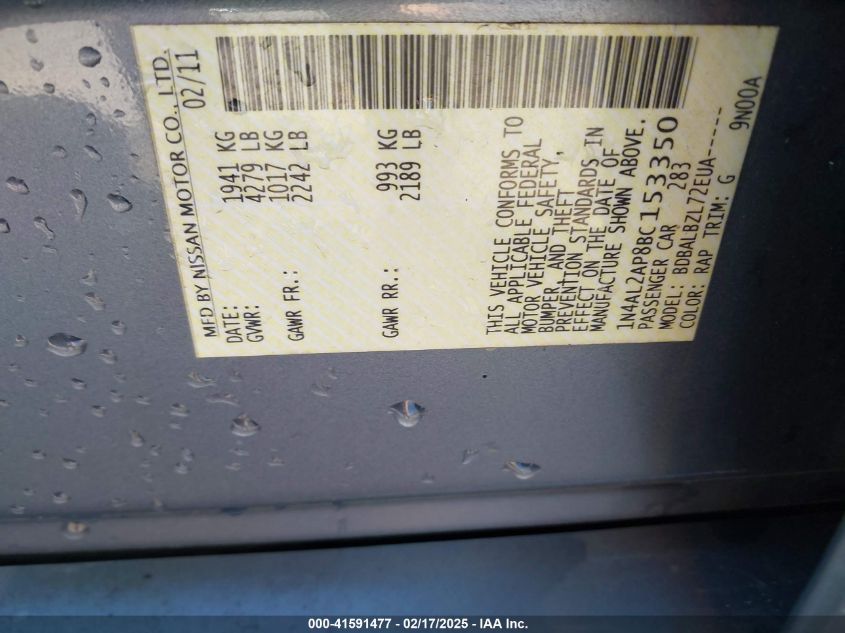 MFD BY NISSAN MOTOR CO., LTD.
DATE: 02/11
GVWR: 1941 KG
4279 LB
GAWR FR.: 1017 KG
2242 LB
GAWR RR.: 993 KG
2189 LB
THIS VEHICLE CONFORMS TO
ALL APPLICABLE FEDERAL
MOTOR VEHICLE SAFETY,
BUMPER, AND THEFT
PREVENTION STANDARDS IN
EFFECT ON THE DATE OF
MANUFACTURE SHOWN ABOVE.
1N4AL2AP8BC153350
PASSENGER CAR 283
MODEL: BDBALBZL72EUA-----
COLOR: RAP TRIM: G
9N00A
000-41591477 - 02/17/2025 - IAA Inc.